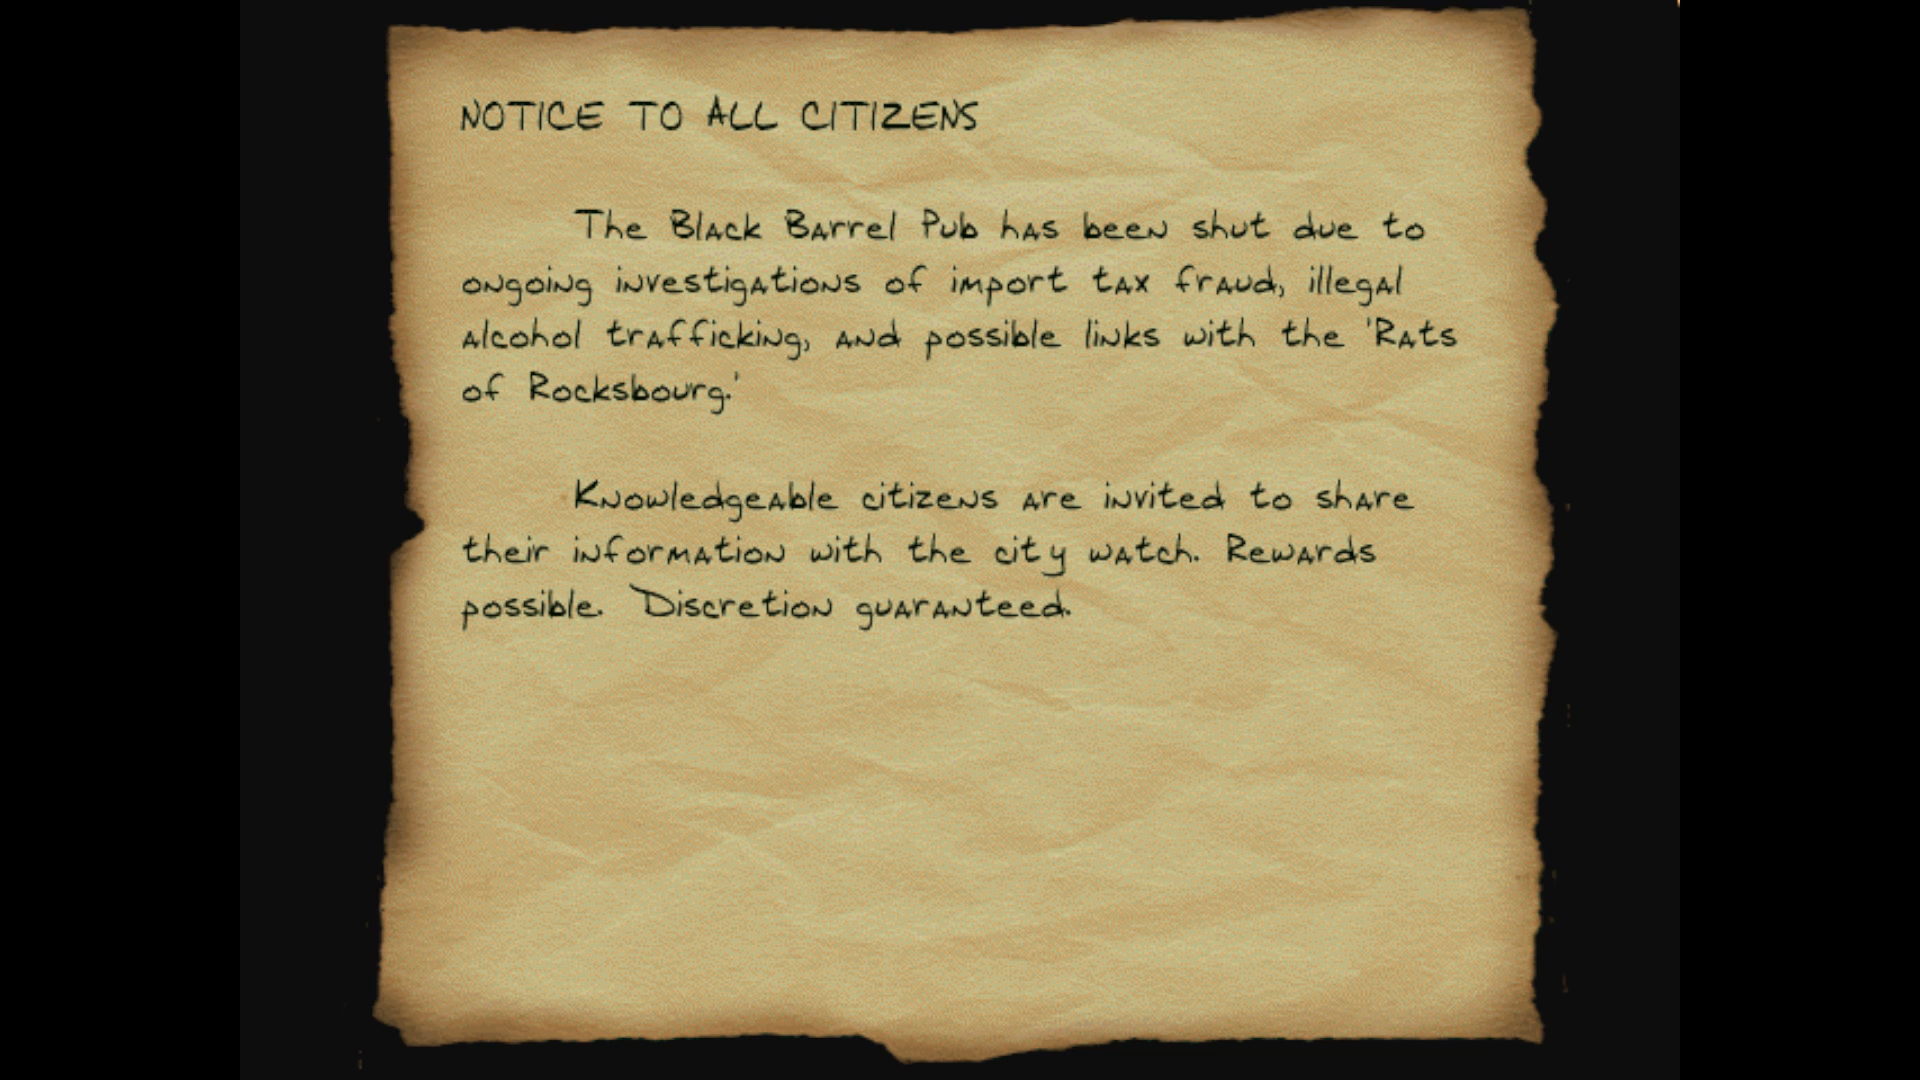 NOTICE TO ALL CITIZENS
The Black Barrel Pub has been shut due to
ongoing investigations of import tax fraud, illegal
alcohol trafficking, and possible links with the 'Rats
of Rocksbourg.'
Knowledgeable citizens are invited to share
their information with the city watch. Rewards
possible. Discretion guaranteed.